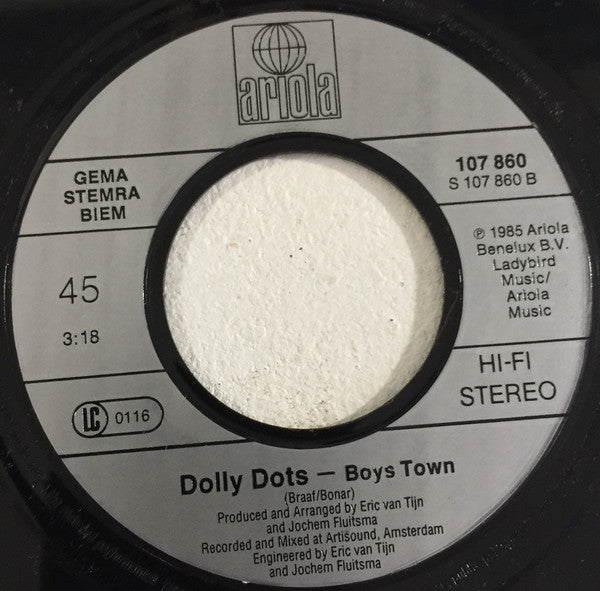 ariola
GEMA
STEMRA
BIEM
107 860
S 107 860 B
℗ 1985 Ariola
Benelux B.V.
Ladybird
Music/
Ariola
Music
45
3:18
HI-FI
STEREO
LC 0116
Dolly Dots — Boys Town
(Braaf/Bonar)
Produced and Arranged by Eric van Tijn
and Jochem Fluitsma
Recorded and Mixed at Artisound, Amsterdam
Engineered by Eric van Tijn
and Jochem Fluitsma